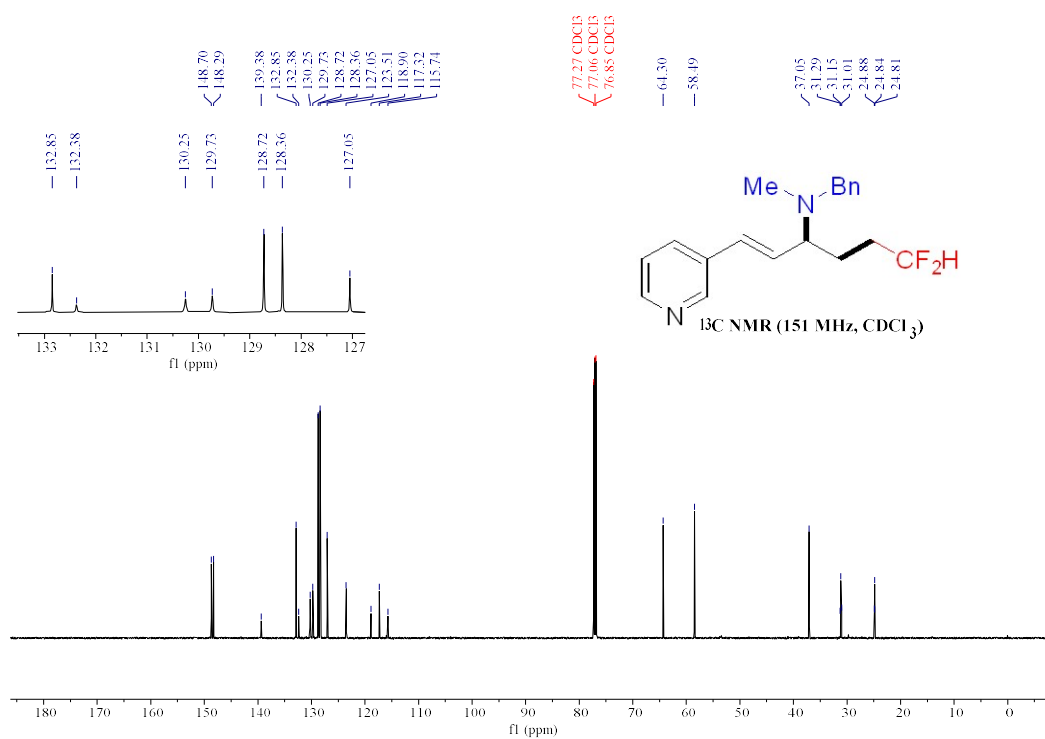 148.70
148.29
139.38
132.85
132.38
130.25
129.73
128.72
128.36
127.05
123.51
118.90
117.32
115.74
77.27 CDCl3
77.06 CDCl3
76.85 CDCl3
64.30
58.49
37.05
31.29
31.15
31.01
24.88
24.84
24.81
132.85
132.38
130.25
129.73
128.72
128.36
127.05
133 132 131 130 129 128 127
f1 (ppm)
Me
Bn
N
CF2H
N
13C NMR (151 MHz, CDCl3)
180 170 160 150 140 130 120 110 100 90 80 70 60 50 40 30 20 10 0
f1 (ppm)